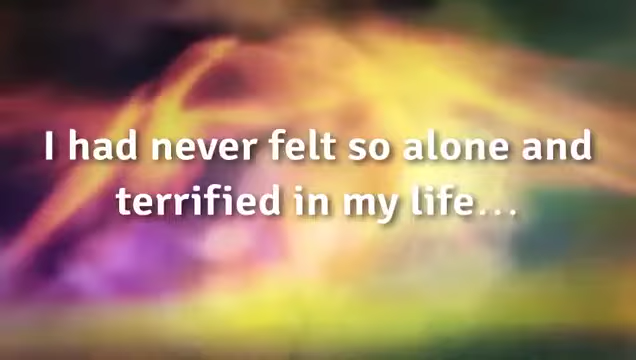 I had never felt so alone and
terrified in my life...